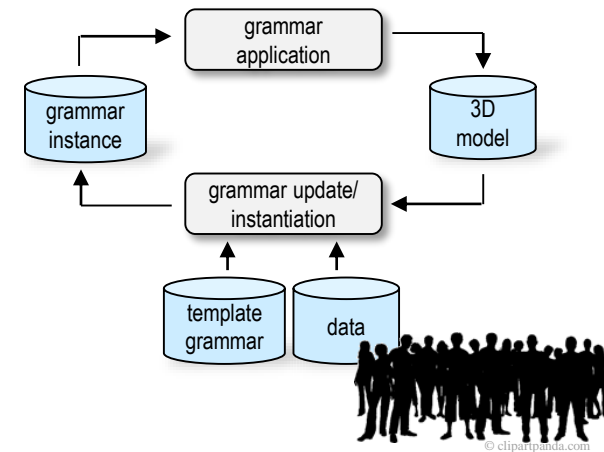 grammar
application
grammar
instance
3D
model
grammar update/
instantiation
template
grammar
data
© clipartpanda.com